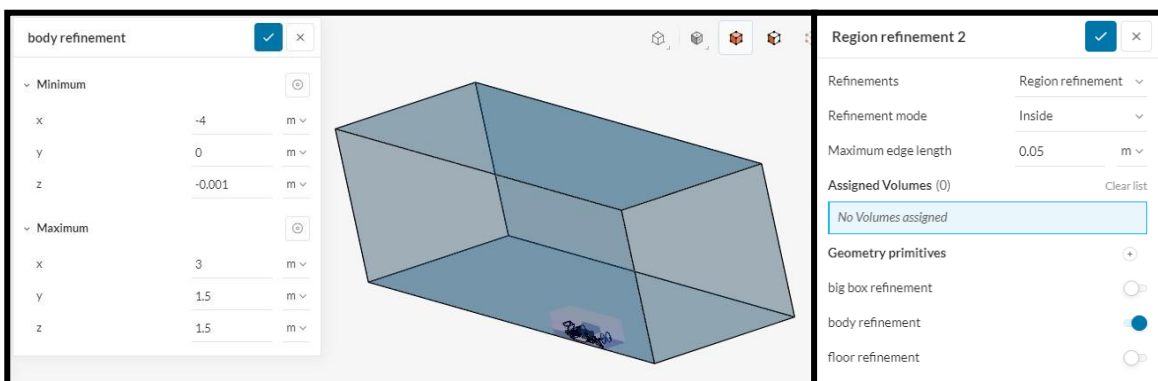 body refinement
Minimum
x -4 m
y 0 m
z -0.001 m
Maximum
x 3 m
y 1.5 m
z 1.5 m
Region refinement 2
Refinements Region refinement
Refinement mode Inside
Maximum edge length 0.05 m
Assigned Volumes (0) Clear list
No Volumes assigned
Geometry primitives
big box refinement
body refinement
floor refinement